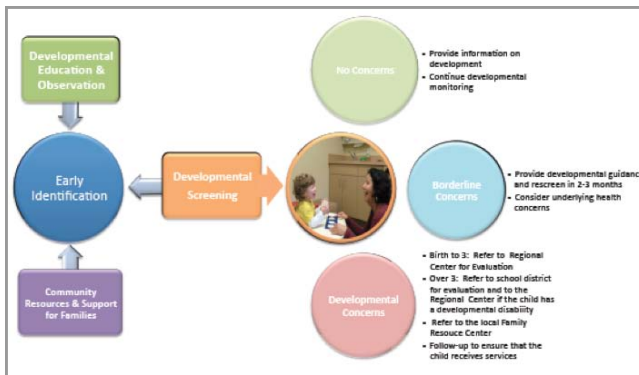 Developmental
Education &
Observation
Early
Identification
Community
Resources & Support
for Families
Developmental
Screening
No Concerns
• Provide information on
development
• Continue developmental
monitoring
Borderline
Concerns
• Provide developmental guidance
and rescreen in 2-3 months
• Consider underlying health
concerns
Developmental
Concerns
• Birth to 3: Refer to Regional
Center for Evaluation
• Over 3: Refer to school district
for evaluation and to the
Regional Center if the child has
a developmental disability
• Refer to the local Family
Resouce Center
• Follow-up to ensure that the
child receives services